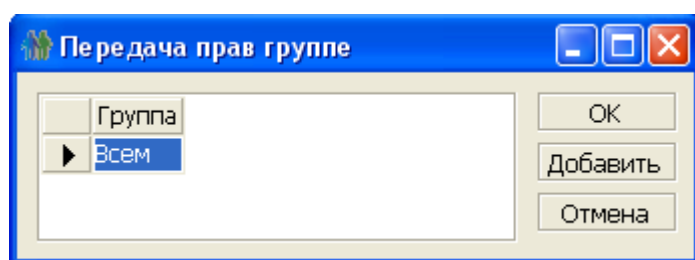 Передача прав группе
Группа
Всем
OK
Добавить
Отмена